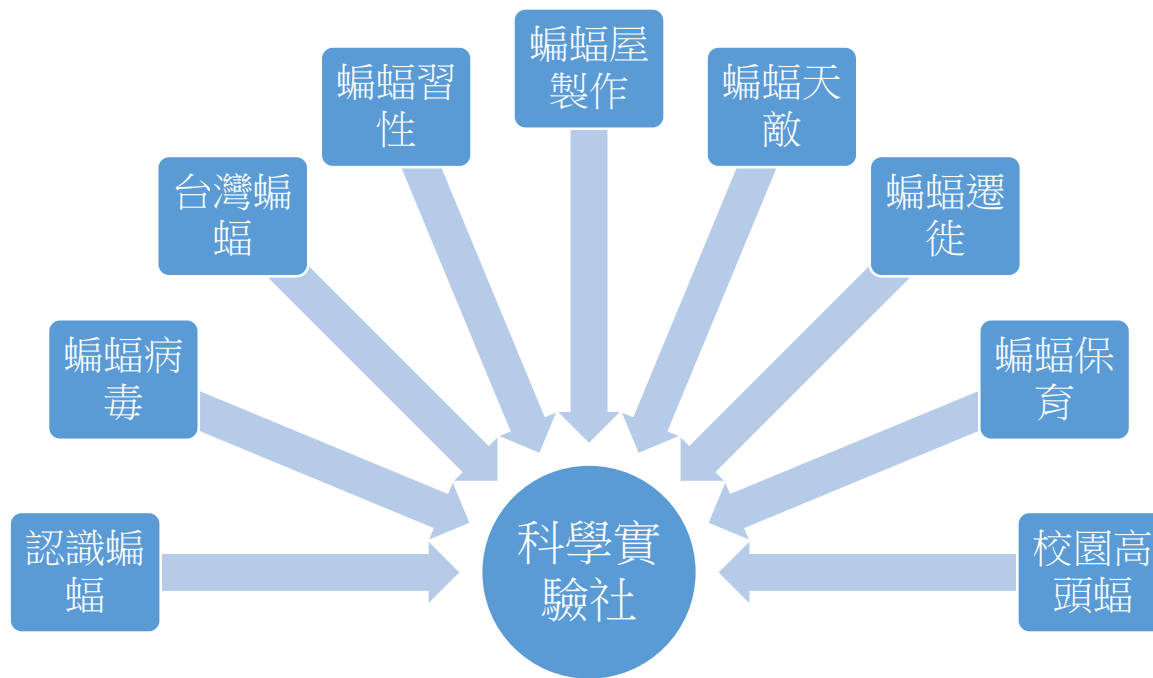 蝙蝠屋
製作
蝙蝠習
性
蝙蝠天
敵
台灣蝙
蝠
蝙蝠遷
徙
蝙蝠病
毒
蝙蝠保
育
認識蝙
蝠
科學實
驗社
校園高
頭蝠